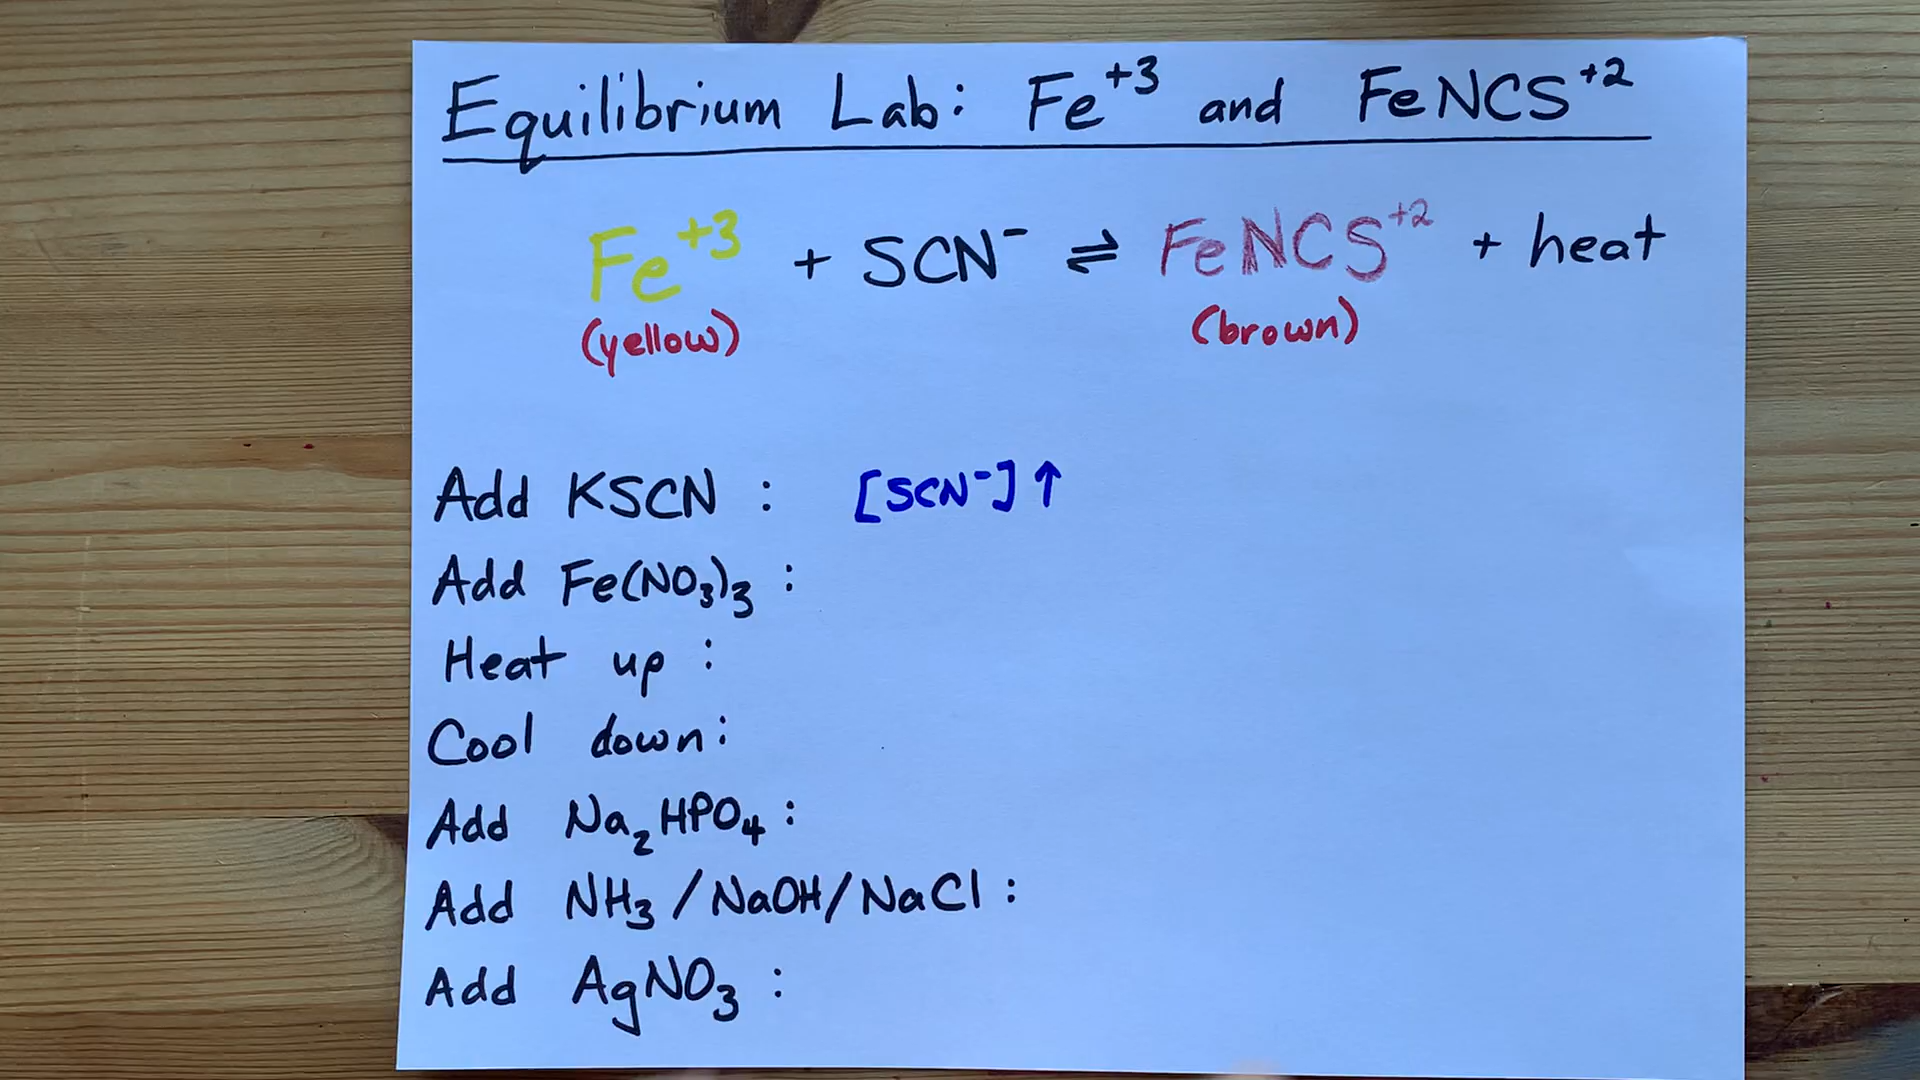 Equilibrium Lab: Fe⁺³ and FeNCS⁺²
Fe⁺³ + SCN⁻ ⇌ FeNCS⁺² + heat
(yellow) (brown)
Add KSCN : [SCN⁻] ↑
Add Fe(NO₃)₃ :
Heat up :
Cool down:
Add Na₂HPO₄ :
Add NH₃ / NaOH / NaCl :
Add AgNO₃ :